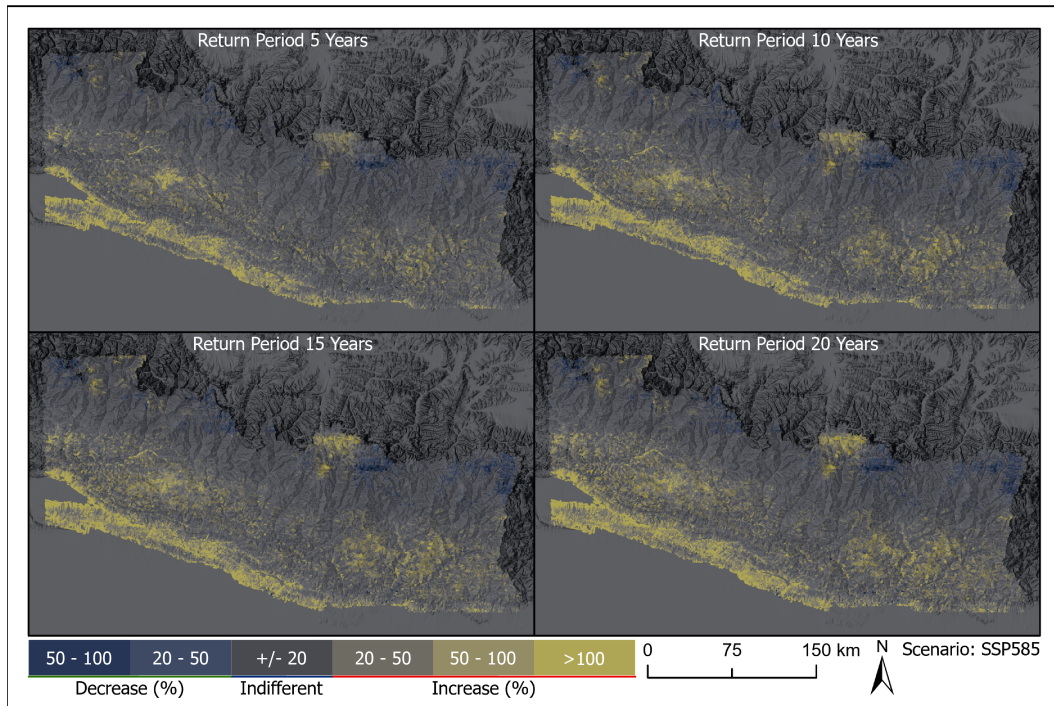 Return Period 5 Years
Return Period 10 Years
Return Period 15 Years
Return Period 20 Years
50 - 100 20 - 50 +/- 20 20 - 50 50 - 100 >100
Decrease (%) Indifferent Increase (%)
0 75 150 km
N
Scenario: SSP585